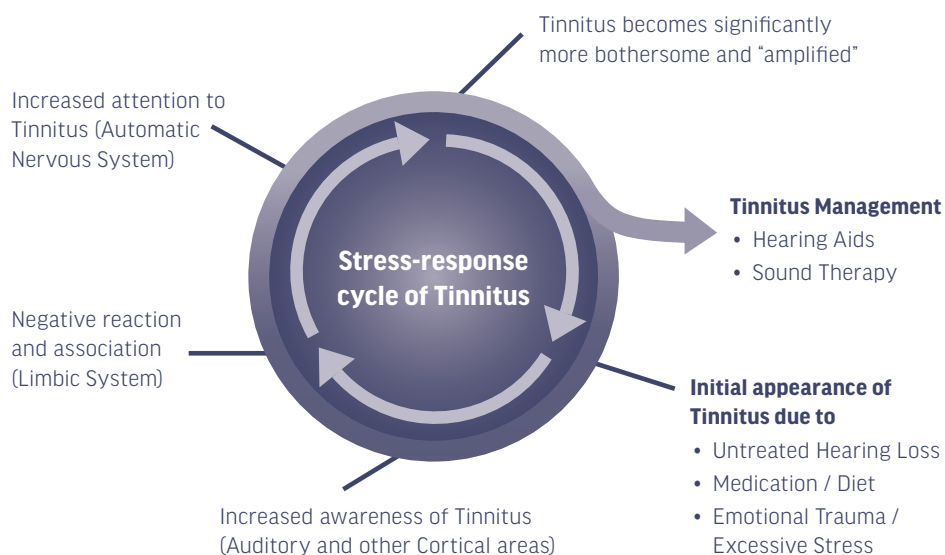 Tinnitus becomes significantly
more bothersome and “amplified”
Increased attention to
Tinnitus (Automatic
Nervous System)
Tinnitus Management
• Hearing Aids
• Sound Therapy
Stress-response
cycle of Tinnitus
Negative reaction
and association
(Limbic System)
Initial appearance of
Tinnitus due to
• Untreated Hearing Loss
• Medication / Diet
• Emotional Trauma /
Excessive Stress
Increased awareness of Tinnitus
(Auditory and other Cortical areas)